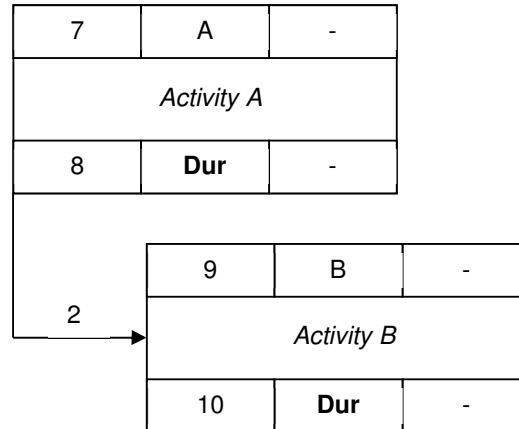 7 A -
Activity A
8 Dur -
9 B -
2
Activity B
10 Dur -